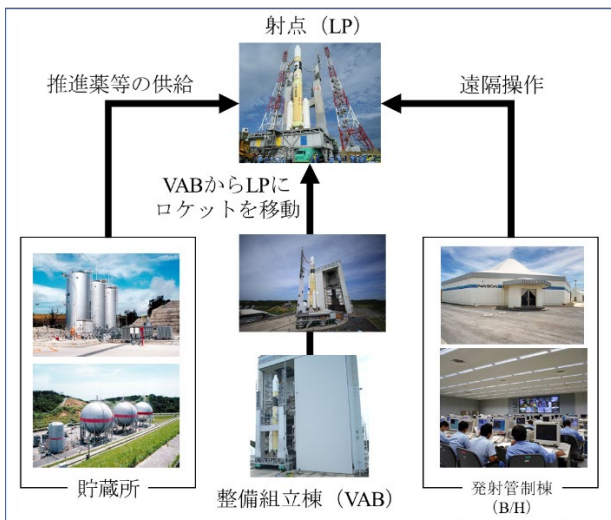 射点（LP）
推進薬等の供給
遠隔操作
VABからLPに
ロケットを移動
NASDA
貯蔵所
整備組立棟（VAB）
発射管制棟
（B/H）